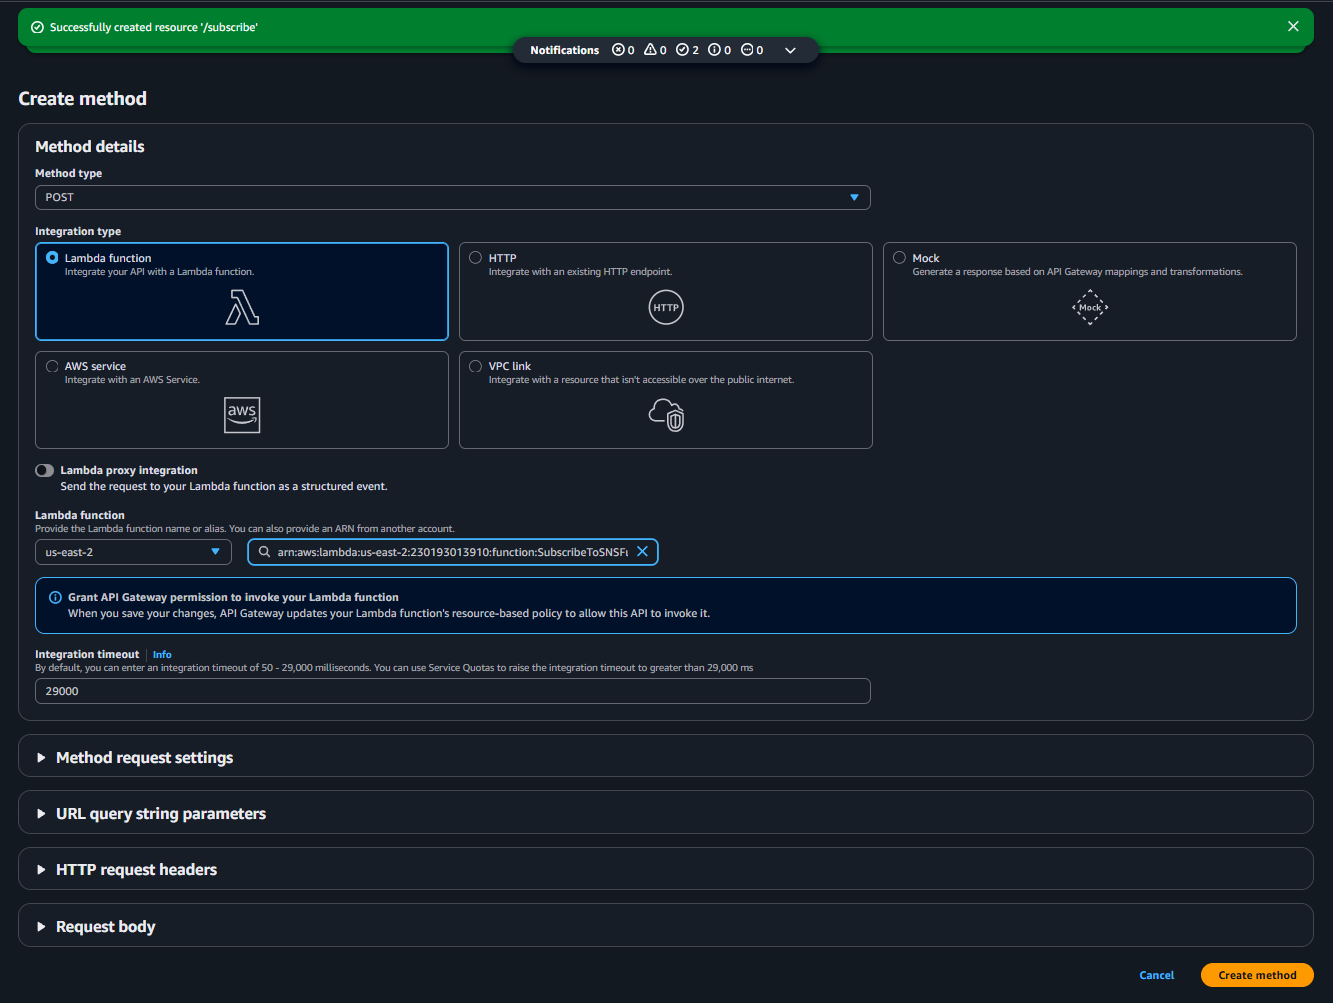 Successfully created resource '/subscribe'
Notifications 0 0 2 0 0
Create method
Method details
Method type
POST
Integration type
Lambda function
Integrate your API with a Lambda function.
HTTP
Integrate with an existing HTTP endpoint.
HTTP
Mock
Generate a response based on API Gateway mappings and transformations.
Mock
AWS service
Integrate with an AWS Service.
aws
VPC link
Integrate with a resource that isn't accessible over the public internet.
Lambda proxy integration
Send the request to your Lambda function as a structured event.
Lambda function
Provide the Lambda function name or alias. You can also provide an ARN from another account.
us-east-2
arn:aws:lambda:us-east-2:230193013910:function:SubscribeToSNSFu
Grant API Gateway permission to invoke your Lambda function
When you save your changes, API Gateway updates your Lambda function's resource-based policy to allow this API to invoke it.
Integration timeout Info
By default, you can enter an integration timeout of 50 - 29,000 milliseconds. You can use Service Quotas to raise the integration timeout to greater than 29,000 ms
29000
Method request settings
URL query string parameters
HTTP request headers
Request body
Cancel
Create method